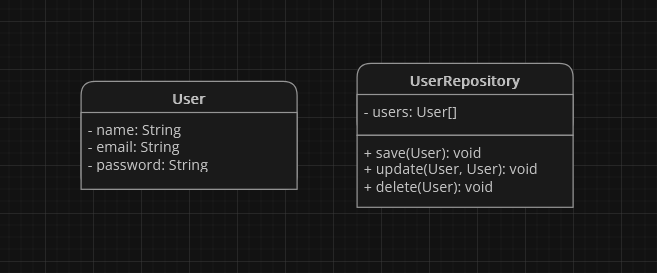 User
- name: String
- email: String
- password: String
UserRepository
- users: User[]
+ save(User): void
+ update(User, User): void
+ delete(User): void